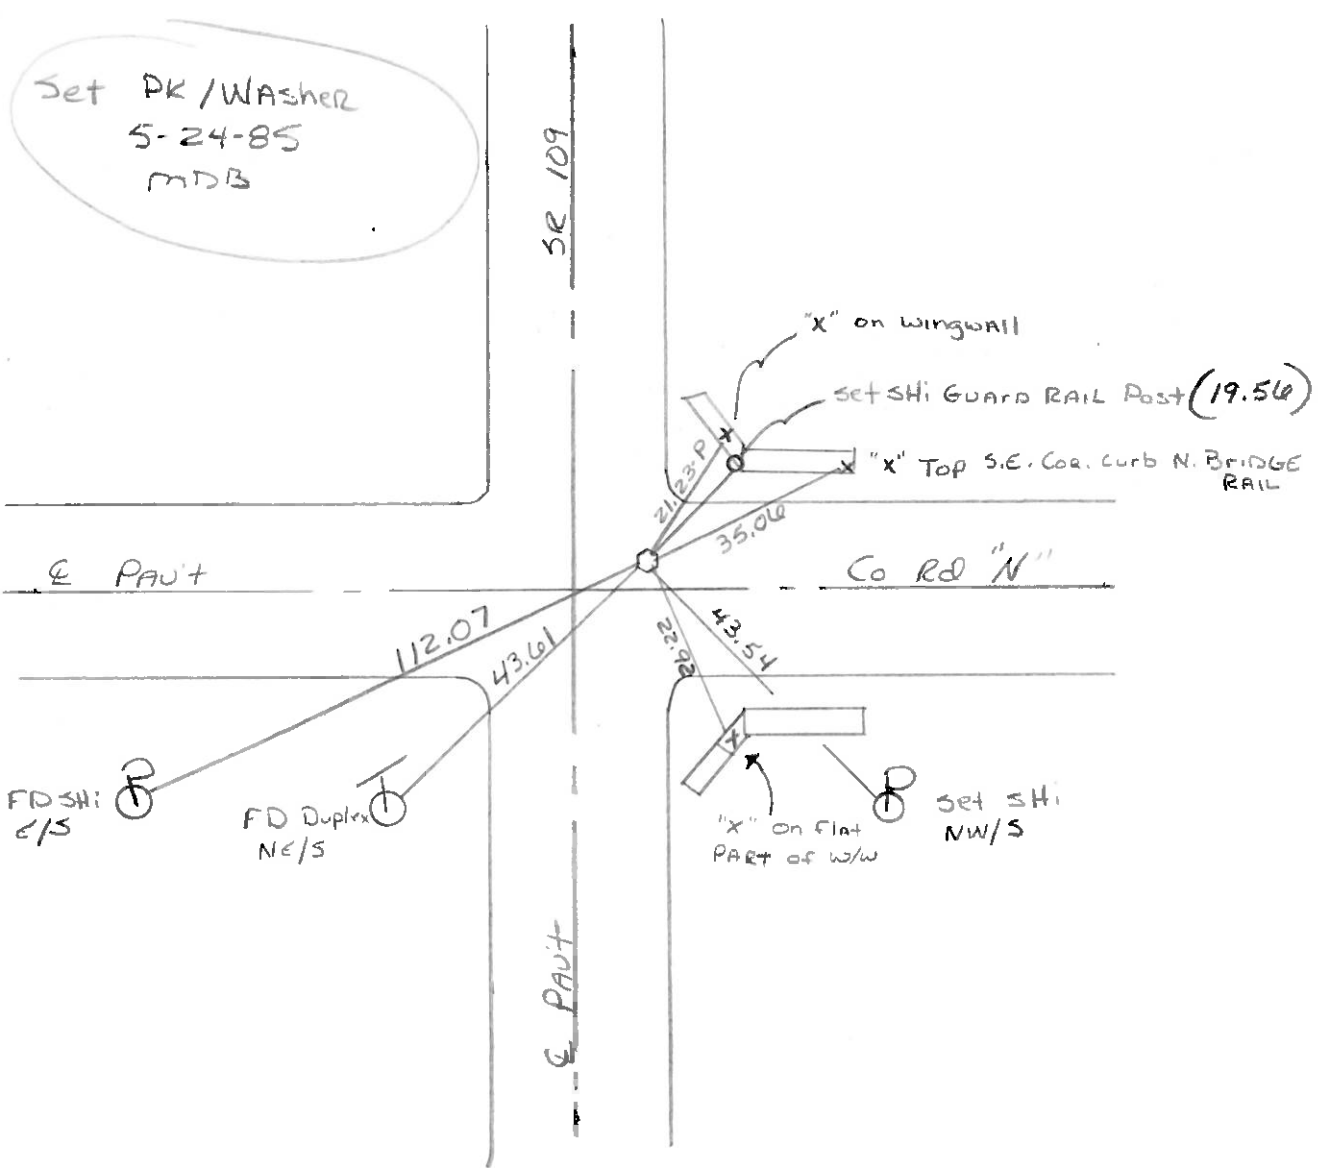 Set PK/WASher
5-24-85
mDB
SR 109
"X" on wingwAll
Set SHi GUArD RAIL Post (19.56)
"X" Top S.E. Cor. Curb N. BriDGE
RAIL
21.23-P
35.06
℄ PAv't
Co Rd "N"
112.07
43.61
22.92
43.54
FD SHi
E/S
FD Duplex
NE/S
"X" on FlAt
PARt of W/W
Set SHi
NW/S
℄ PAv't